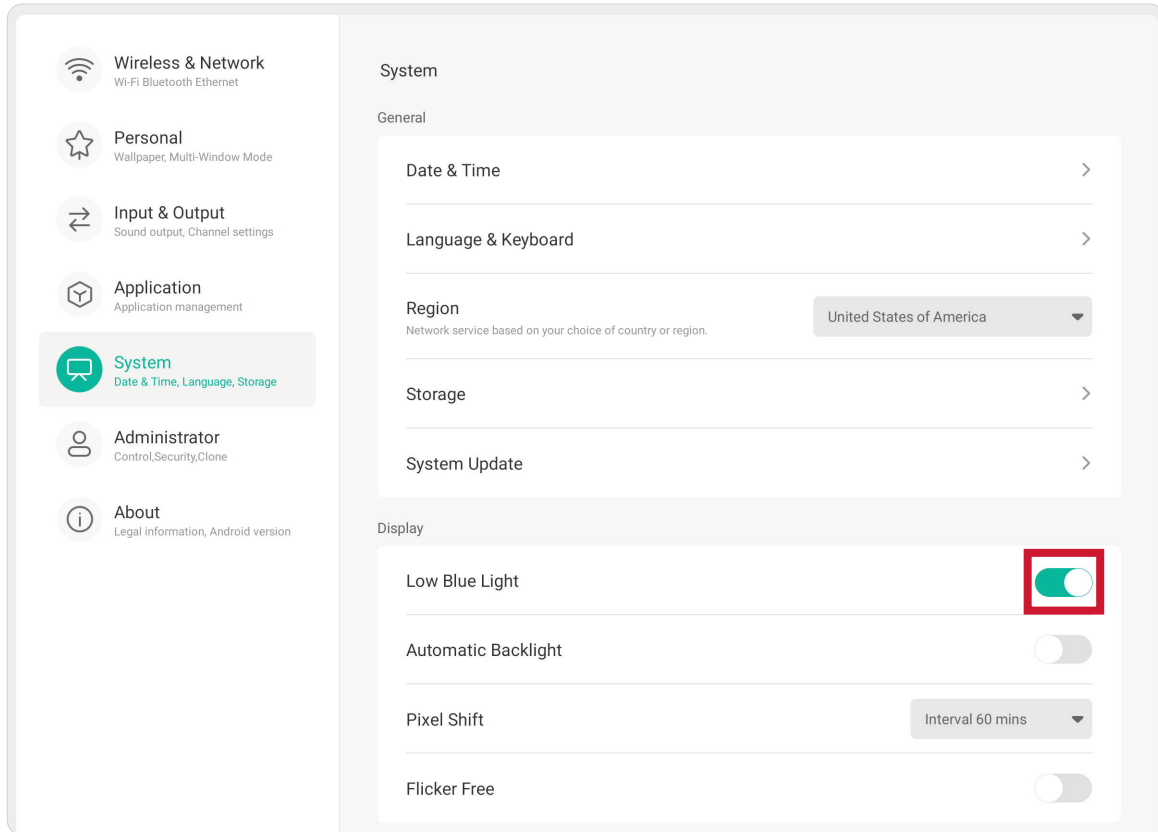 Wireless & Network
Wi-Fi Bluetooth Ethernet
Personal
Wallpaper, Multi-Window Mode
Input & Output
Sound output, Channel settings
Application
Application management
System
Date & Time, Language, Storage
Administrator
Control,Security,Clone
About
Legal information, Android version
System
General
Date & Time
Language & Keyboard
Region
Network service based on your choice of country or region.
United States of America
Storage
System Update
Display
Low Blue Light
Automatic Backlight
Pixel Shift
Interval 60 mins
Flicker Free